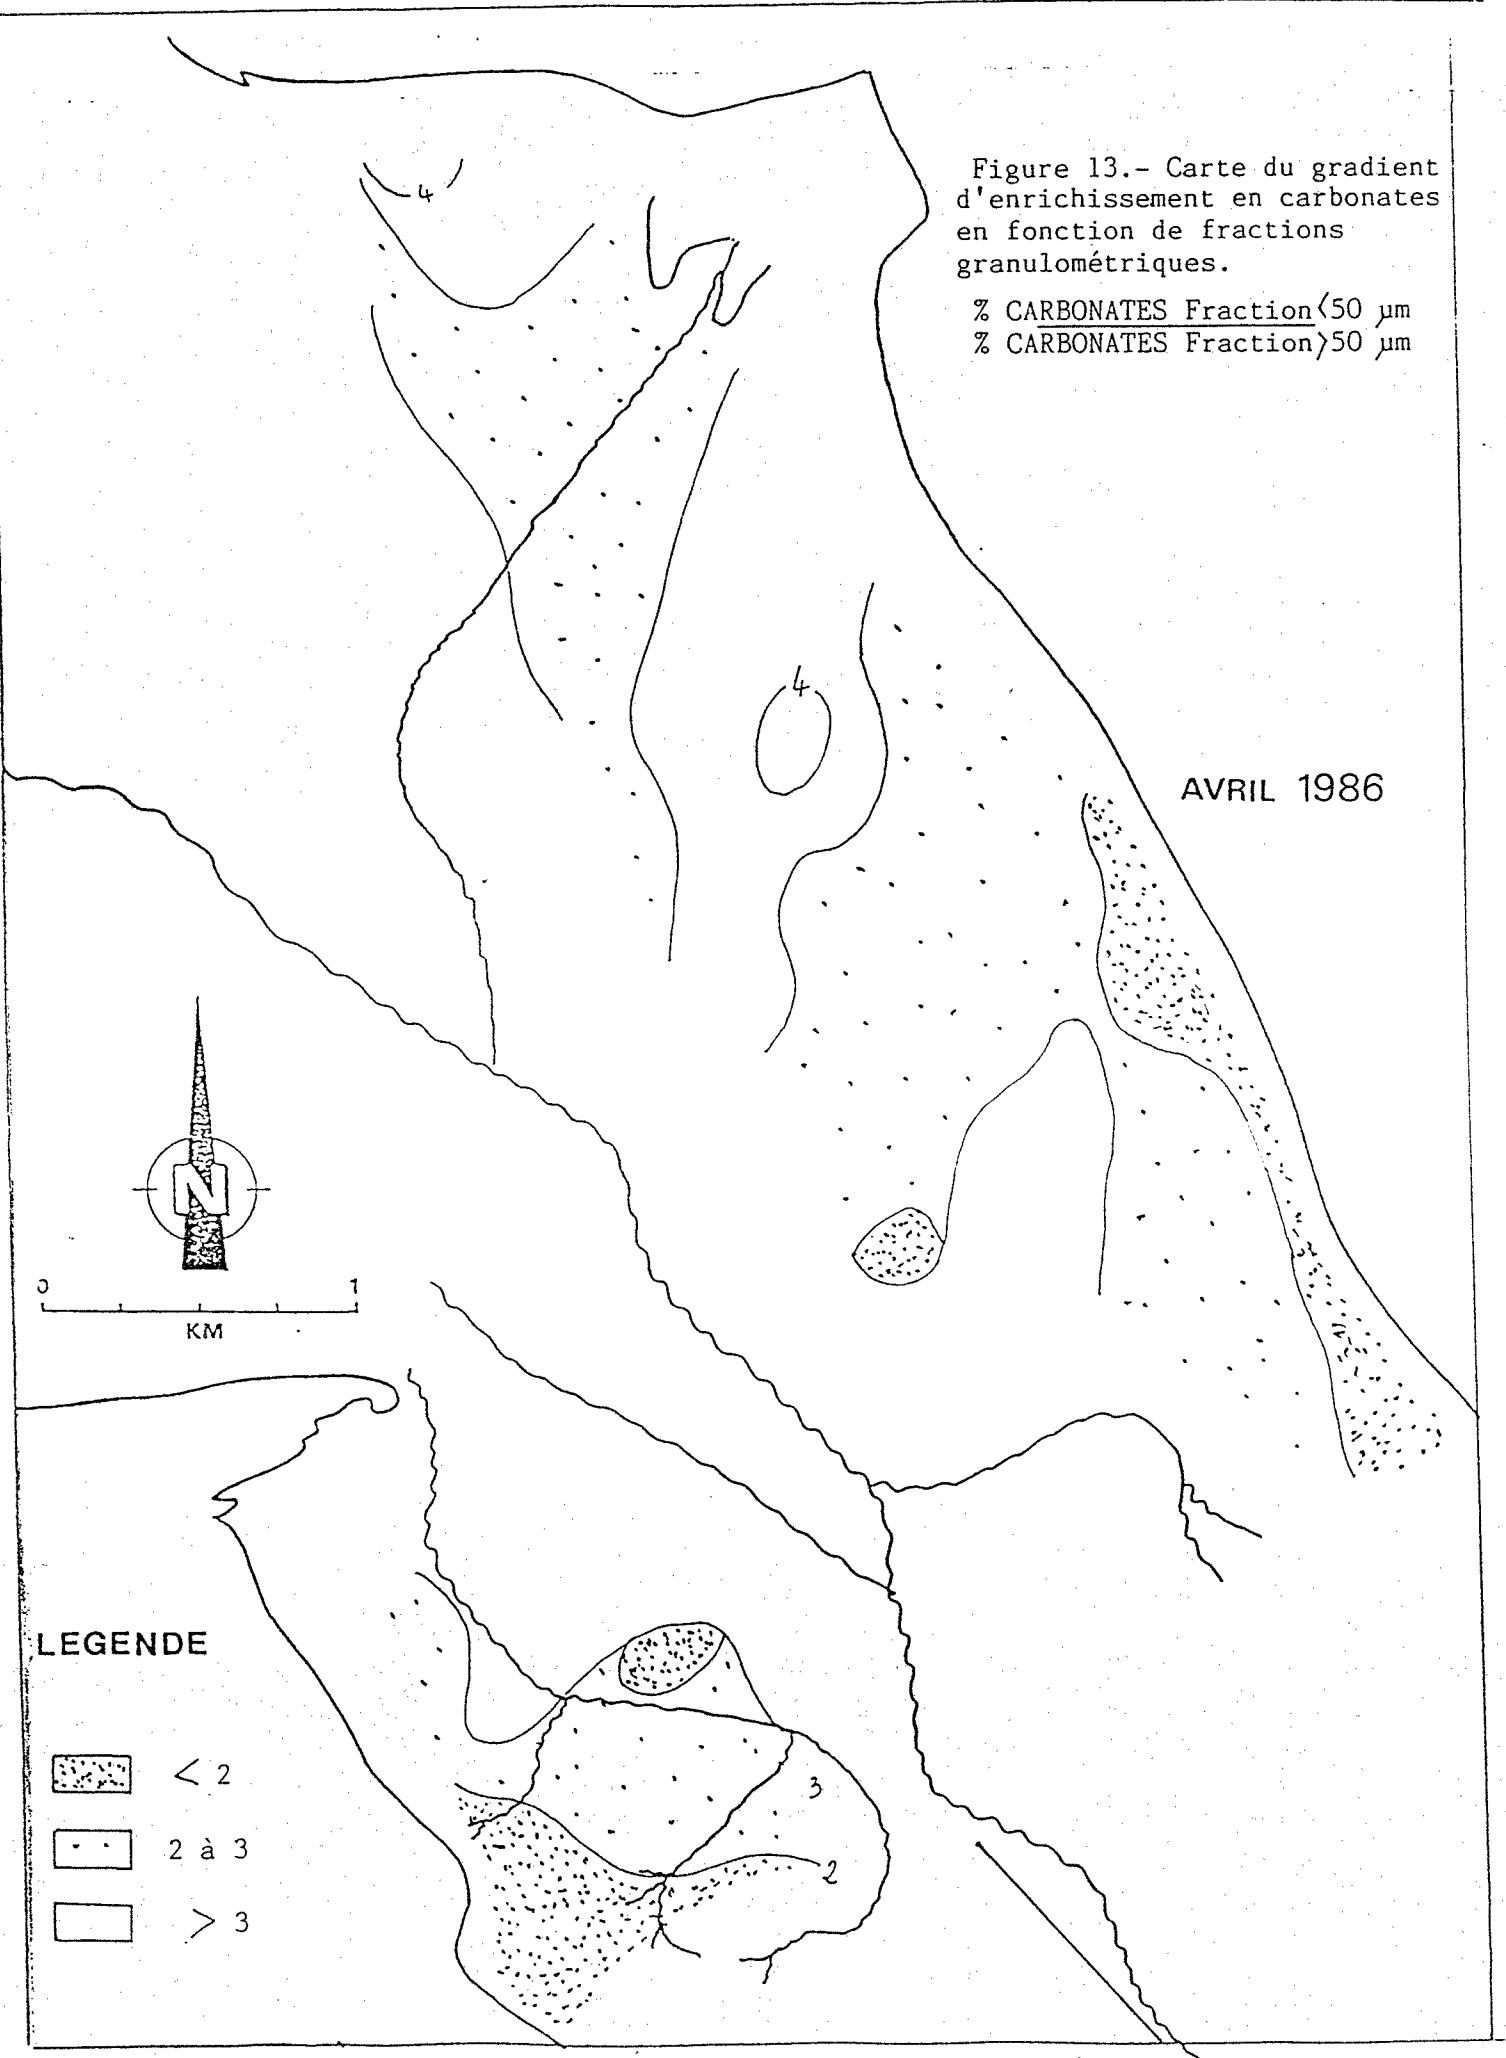 Figure 13.- Carte du gradient
d'enrichissement en carbonates
en fonction de fractions
granulométriques.
% CARBONATES Fraction<50 µm
% CARBONATES Fraction>50 µm
4
4
AVRIL 1986
N
0 1
KM
LEGENDE
< 2
2 à 3
> 3
3
2